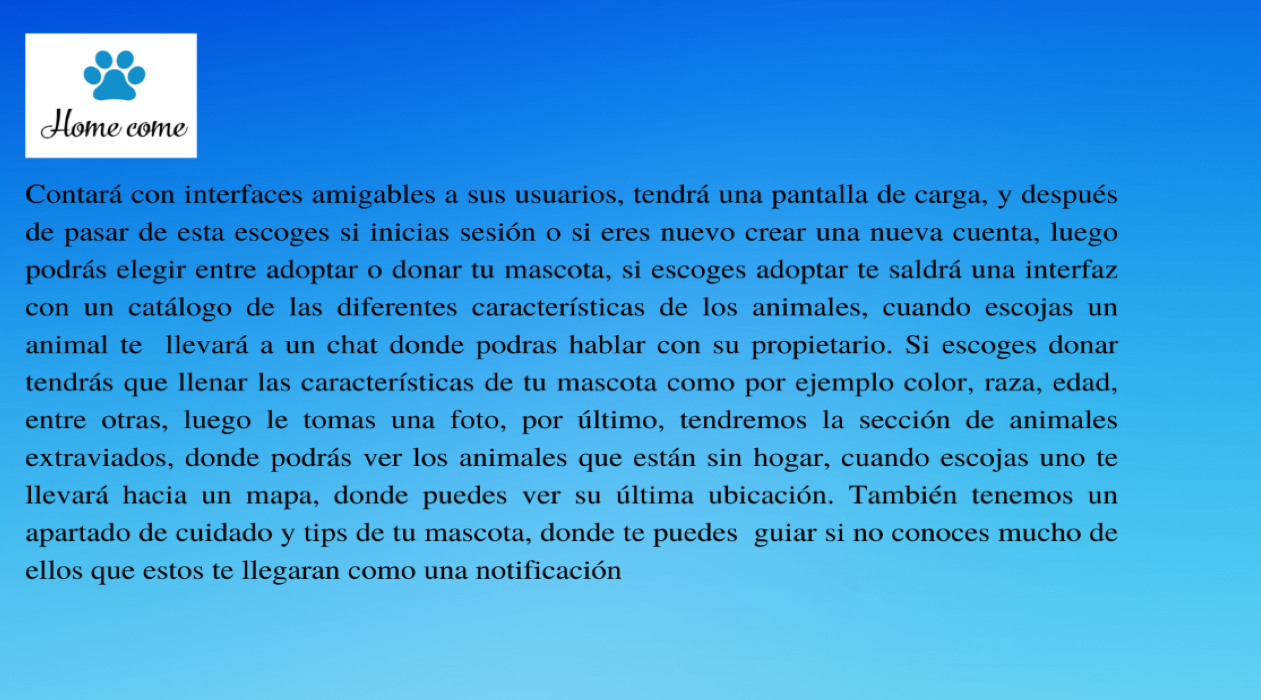 Home come
Contará con interfaces amigables a sus usuarios, tendrá una pantalla de carga, y después
de pasar de esta escoges si inicias sesión o si eres nuevo crear una nueva cuenta, luego
podrás elegir entre adoptar o donar tu mascota, si escoges adoptar te saldrá una interfaz
con un catálogo de las diferentes características de los animales, cuando escojas un
animal te  llevará a un chat donde podras hablar con su propietario. Si escoges donar
tendrás que llenar las características de tu mascota como por ejemplo color, raza, edad,
entre otras, luego le tomas una foto, por último, tendremos la sección de animales
extraviados, donde podrás ver los animales que están sin hogar, cuando escojas uno te
llevará hacia un mapa, donde puedes ver su última ubicación. También tenemos un
apartado de cuidado y tips de tu mascota, donde te puedes  guiar si no conoces mucho de
ellos que estos te llegaran como una notificación